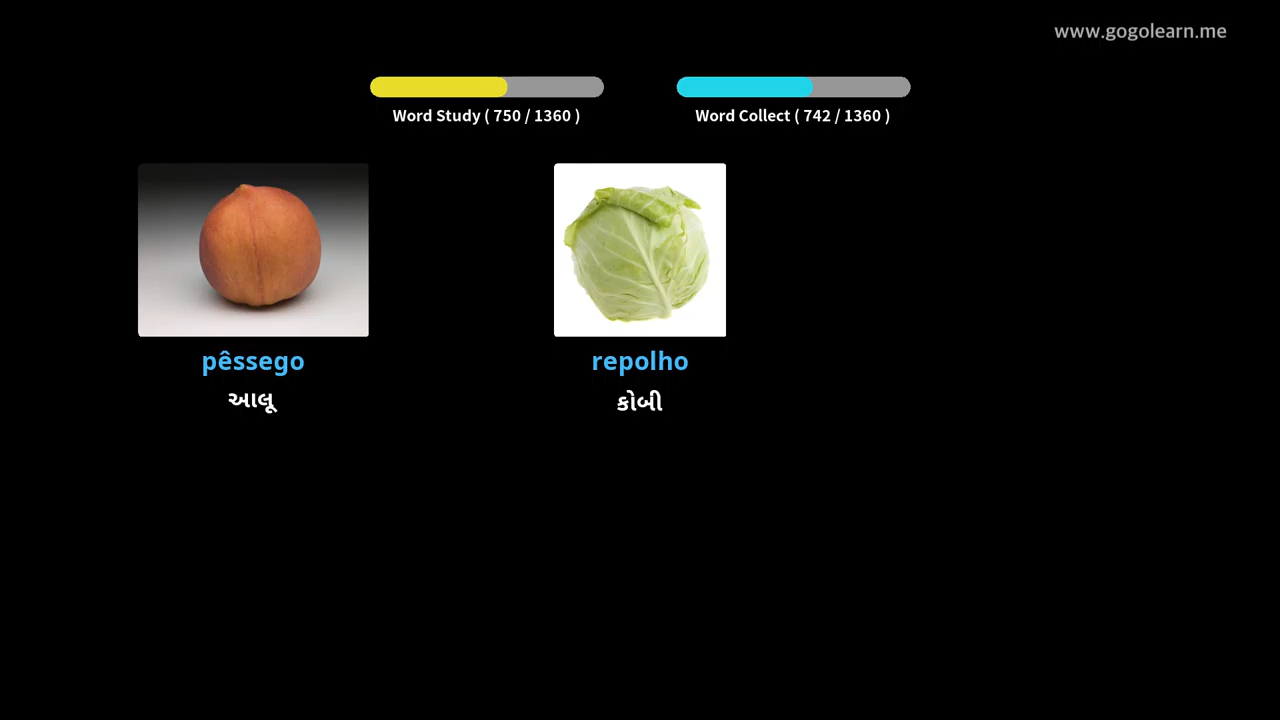 www.gogolearn.me
Word Study ( 750 / 1360 )
Word Collect ( 742 / 1360 )
pêssego
repolho
આલૂ
કોબી